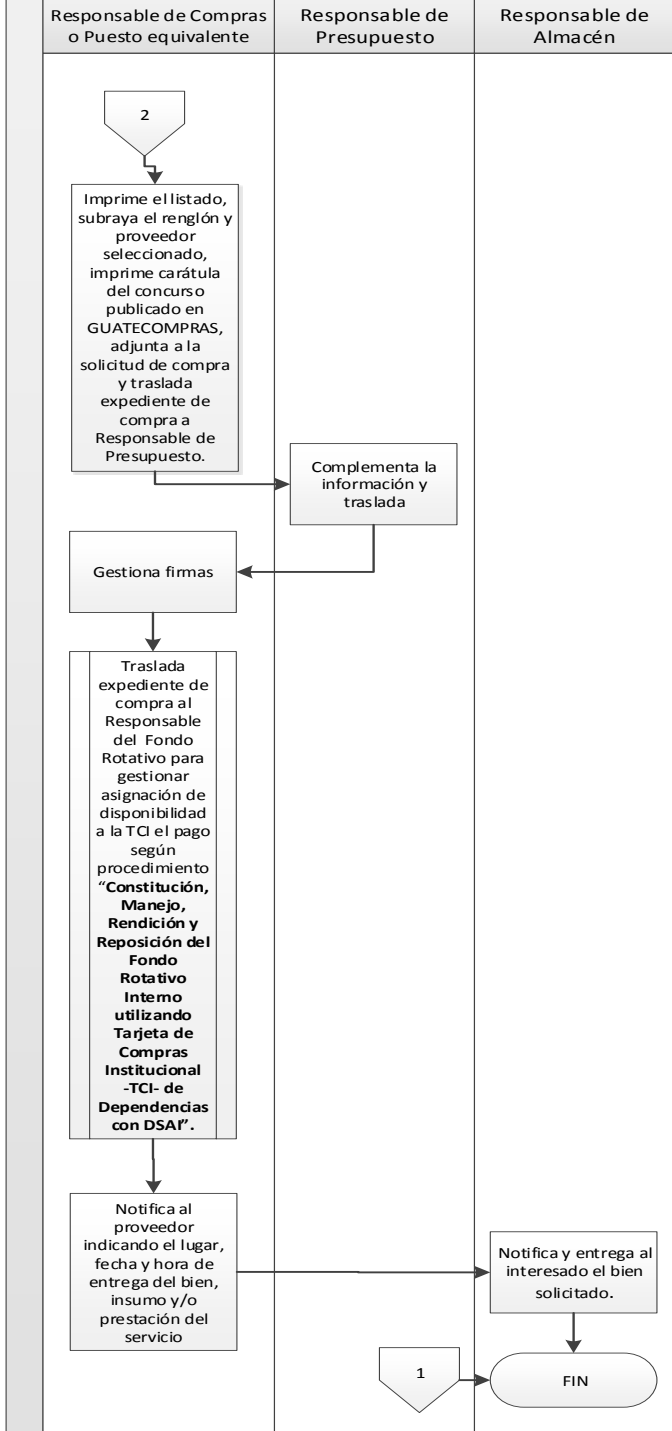 Responsable de Compras
o Puesto equivalente
Responsable de
Presupuesto
Responsable de
Almacén
2
Imprime el listado,
subraya el renglón y
proveedor
seleccionado,
imprime carátula
del concurso
publicado en
GUATECOMPRAS,
adjunta a la
solicitud de compra
y traslada
expediente de
compra a
Responsable de
Presupuesto.
Complementa la
información y
traslada
Gestiona firmas
Traslada
expediente de
compra al
Responsable
del Fondo
Rotativo para
gestionar
asignación de
disponibilidad
a la TCI el pago
según
procedimiento
“Constitución,
Manejo,
Rendición y
Reposición del
Fondo
Rotativo
Interno
utilizando
Tarjeta de
Compras
Institucional
-TCI- de
Dependencias
con DSAI”.
Notifica al
proveedor
indicando el lugar,
fecha y hora de
entrega del bien,
insumo y/o
prestación del
servicio
Notifica y entrega al
interesado el bien
solicitado.
1
FIN